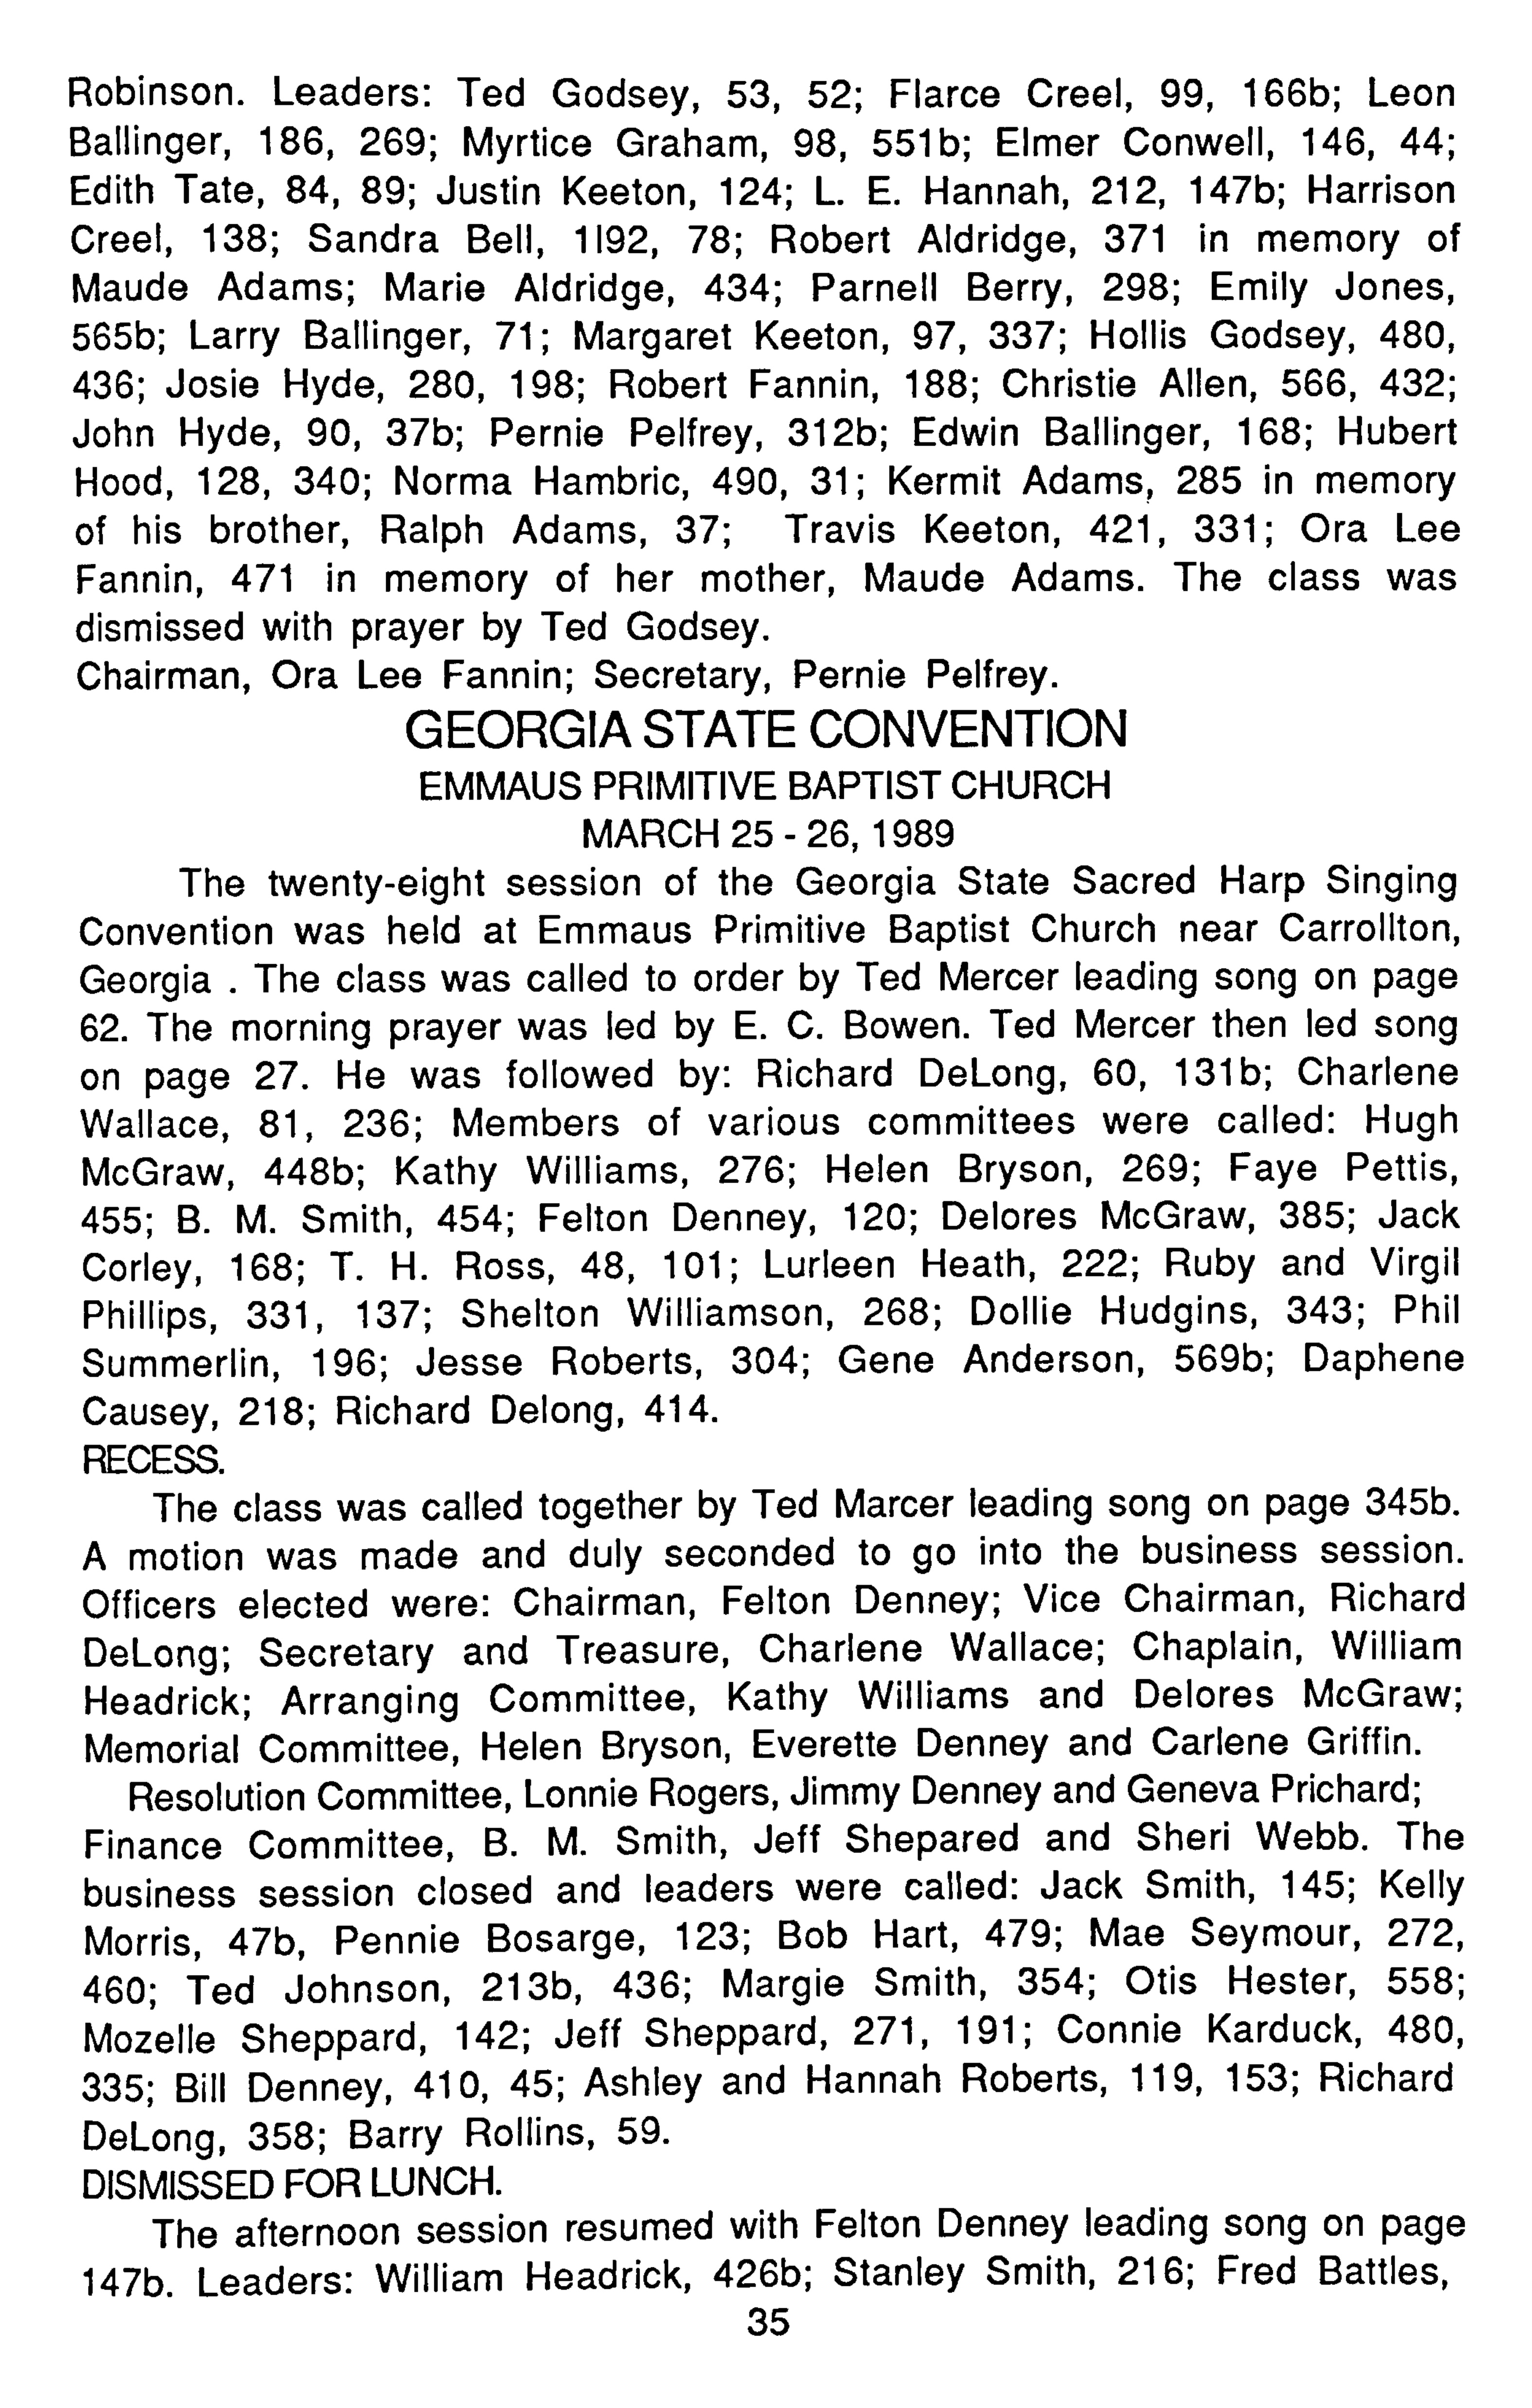 Robinson. Leaders: Ted Godsey, 53, 52; Flarce Creel, 99, 166b; Leon
Ballinger, 186, 269; Myrtice Graham, 98, 551b; Elmer Conwell, 146, 44;
Edith Tate, 84, 89; Justin Keeton, 124; L. E. Hannah, 212, 147b; Harrison
Creel, 138; Sandra Bell, 1l92, 78; Robert Aldridge, 371 in memory of
Maude Adams; Marie Aldridge, 434; Parnell Berry, 298; Emily Jones,
565b; Larry Ballinger, 71; Margaret Keeton, 97, 337; Hollis Godsey, 480,
436; Josie Hyde, 280, 198; Robert Fannin, 188; Christie Allen, 566, 432;
John Hyde, 90, 37b; Pernie Pelfrey, 312b; Edwin Ballinger, 168; Hubert
Hood, 128, 340; Norma Hambric, 490, 31; Kermit Adams, 285 in memory
of his brother, Ralph Adams, 37; Travis Keeton, 421, 331; Ora Lee
Fannin, 471 in memory of her mother, Maude Adams. The class was
dismissed with prayer by Ted Godsey.
Chairman, Ora Lee Fannin; Secretary, Pernie Pelfrey.
GEORGIA STATE CONVENTION
EMMAUS PRIMITIVE BAPTIST CHURCH
MARCH 25 - 26, 1989
The twenty-eight session of the Georgia State Sacred Harp Singing
Convention was held at Emmaus Primitive Baptist Church near Carrollton,
Georgia . The class was called to order by Ted Mercer leading song on page
62. The morning prayer was led by E. C. Bowen. Ted Mercer then led song
on page 27. He was followed by: Richard DeLong, 60, 131b; Charlene
Wallace, 81, 236; Members of various committees were called: Hugh
McGraw, 448b; Kathy Williams, 276; Helen Bryson, 269; Faye Pettis,
455; B. M. Smith, 454; Felton Denney, 120; Delores McGraw, 385; Jack
Corley, 168; T. H. Ross, 48, 101; Lurleen Heath, 222; Ruby and Virgil
Phillips, 331, 137; Shelton Williamson, 268; Dollie Hudgins, 343; Phil
Summerlin, 196; Jesse Roberts, 304; Gene Anderson, 569b; Daphene
Causey, 218; Richard Delong, 414.
RECESS.
The class was called together by Ted Marcer leading song on page 345b.
A motion was made and duly seconded to go into the business session.
Officers elected were: Chairman, Felton Denney; Vice Chairman, Richard
DeLong; Secretary and Treasure, Charlene Wallace; Chaplain, William
Headrick; Arranging Committee, Kathy Williams and Delores McGraw;
Memorial Committee, Helen Bryson, Everette Denney and Carlene Griffin.
Resolution Committee, Lonnie Rogers, Jimmy Denney and Geneva Prichard;
Finance Committee, B. M. Smith, Jeff Shepared and Sheri Webb. The
business session closed and leaders were called: Jack Smith, 145; Kelly
Morris, 47b, Pennie Bosarge, 123; Bob Hart, 479; Mae Seymour, 272,
460; Ted Johnson, 213b, 436; Margie Smith, 354; Otis Hester, 558;
Mozelle Sheppard, 142; Jeff Sheppard, 271, 191; Connie Karduck, 480,
335; Bill Denney, 410, 45; Ashley and Hannah Roberts, 119, 153; Richard
DeLong, 358; Barry Rollins, 59.
DISMISSED FOR LUNCH.
The afternoon session resumed with Felton Denney leading song on page
147b. Leaders: William Headrick, 426b; Stanley Smith, 216; Fred Battles,
35